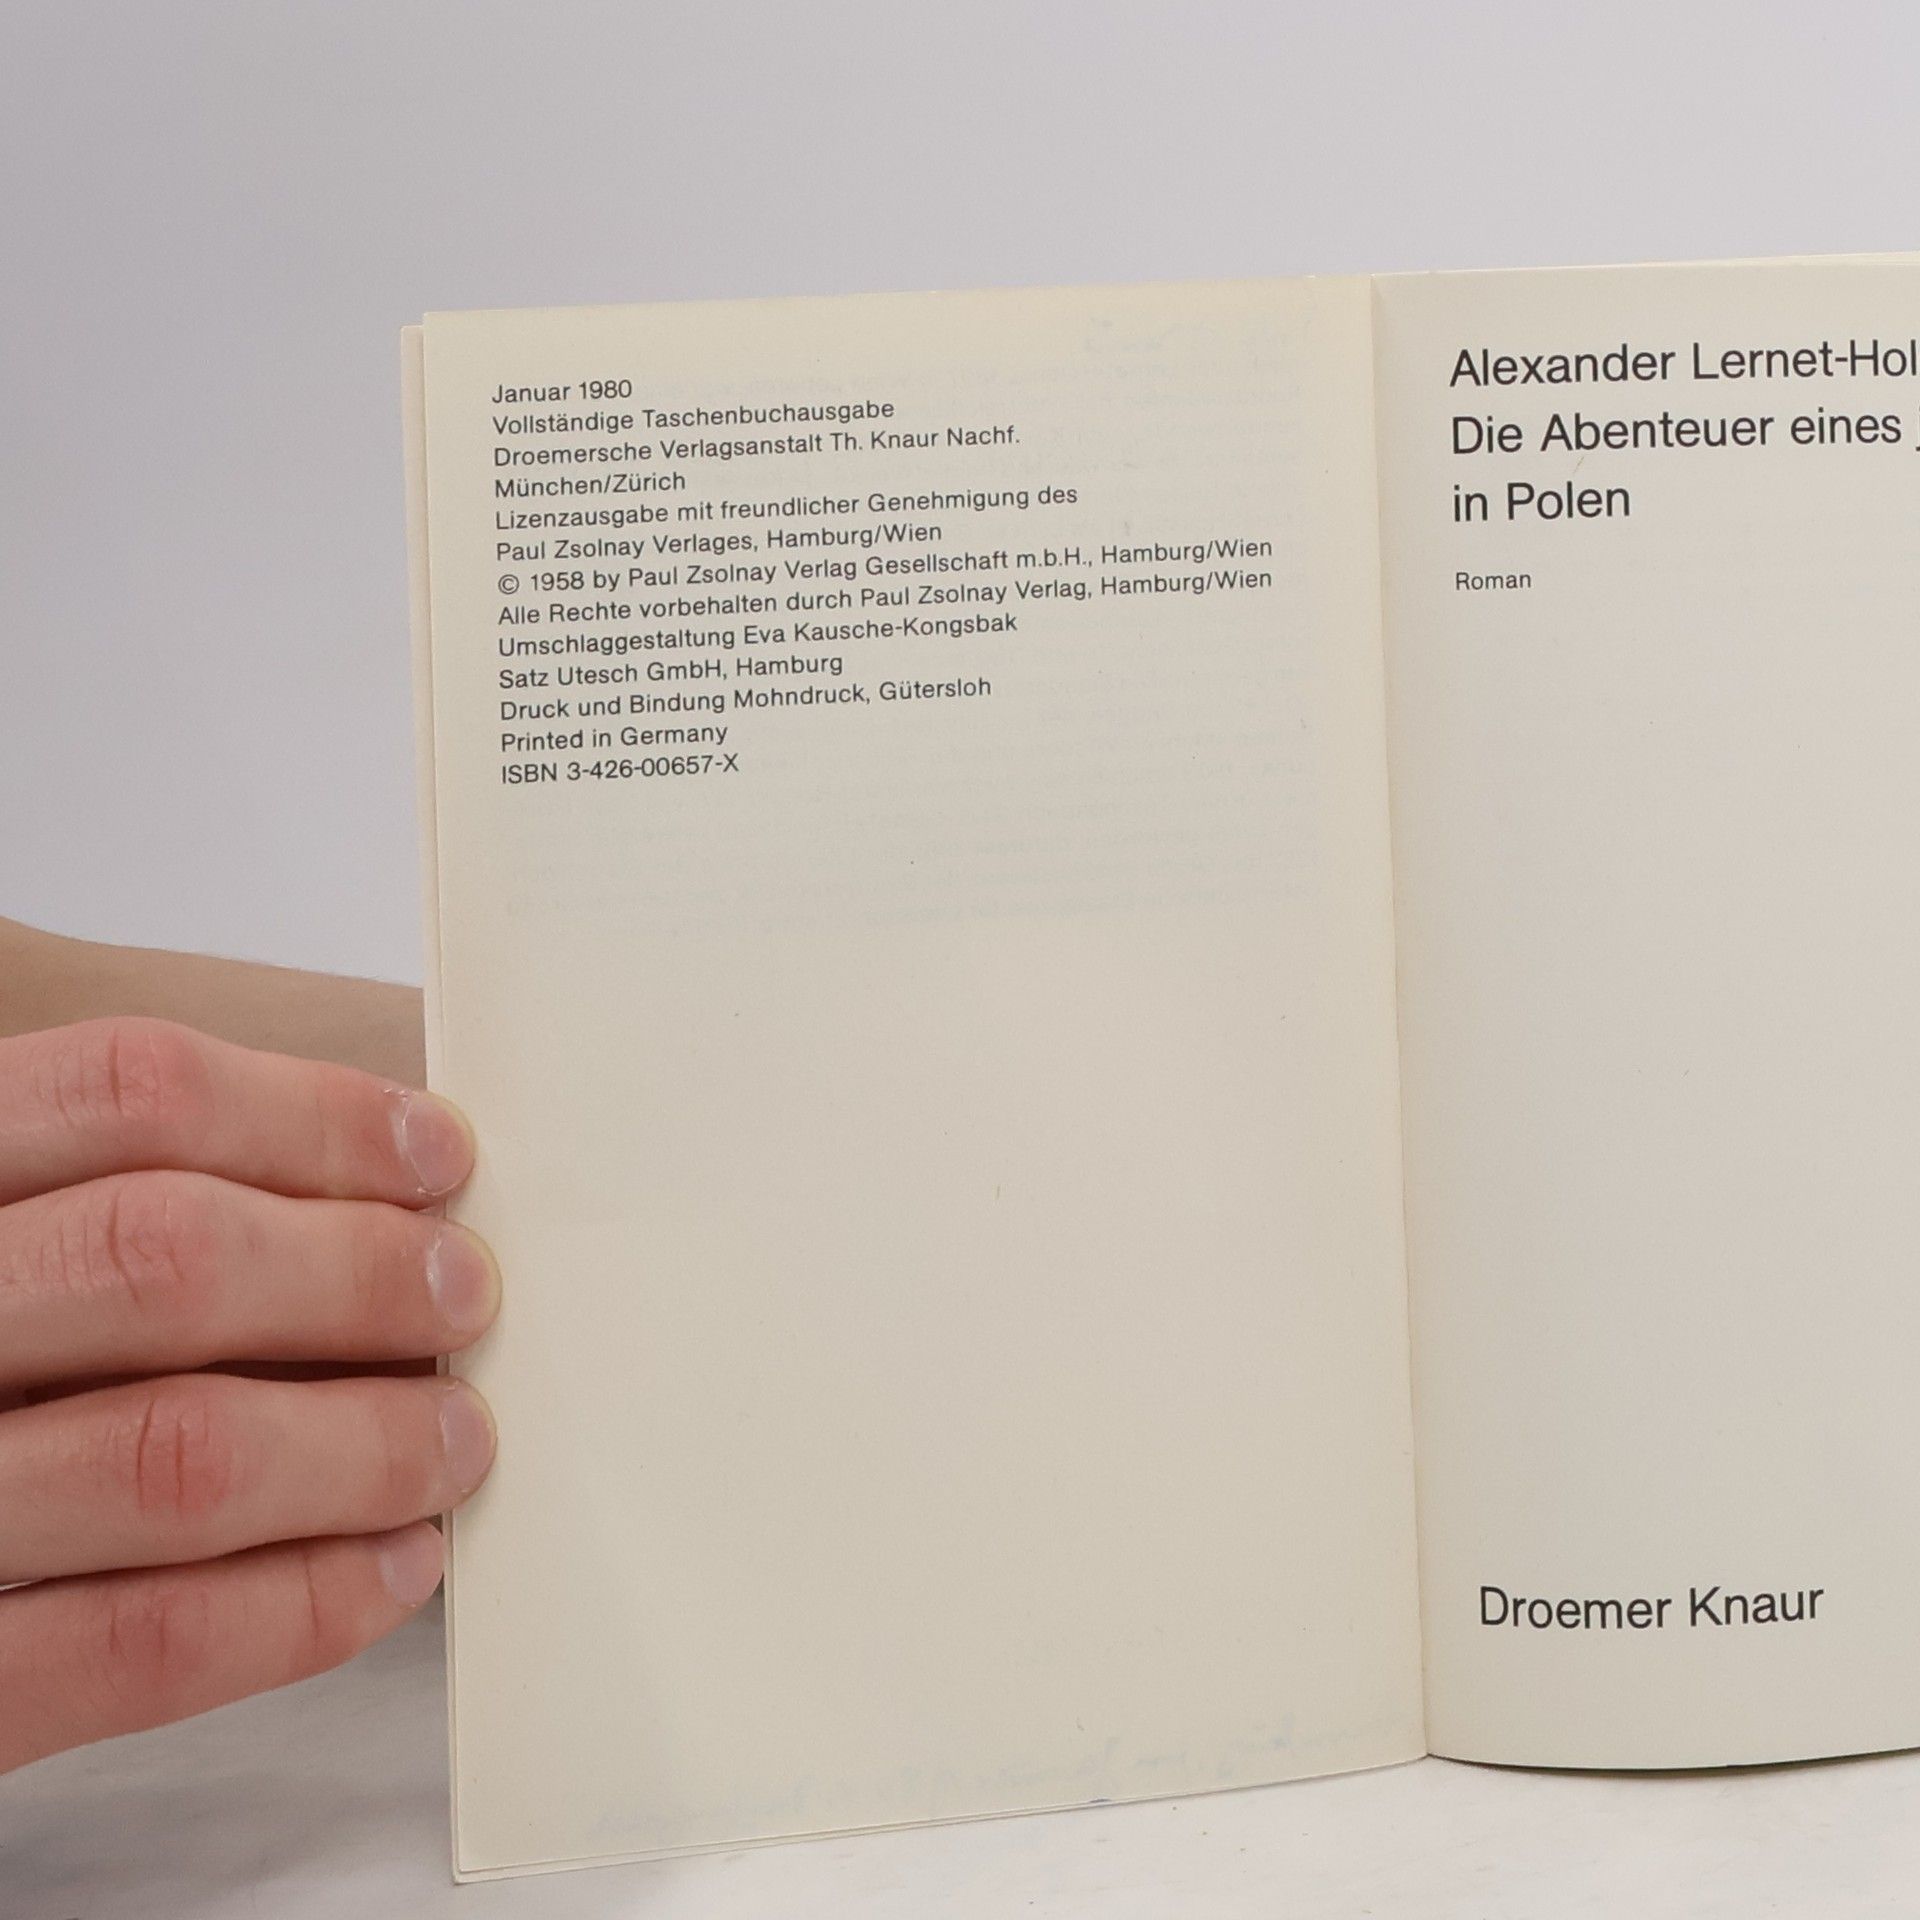 Januar 1980
Vollständige Taschenbuchausgabe
Droemersche Verlagsanstalt Th. Knaur Nachf.
München/Zürich
Lizenzausgabe mit freundlicher Genehmigung des
Paul Zsolnay Verlages, Hamburg/Wien
© 1958 by Paul Zsolnay Verlag Gesellschaft m.b.H., Hamburg/Wien
Alle Rechte vorbehalten durch Paul Zsolnay Verlag, Hamburg/Wien
Umschlaggestaltung Eva Kausche-Kongsbak
Satz Utesch GmbH, Hamburg
Druck und Bindung Mohndruck, Gütersloh
Printed in Germany
ISBN 3-426-00657-X
Alexander Lernet-Hol
Die Abenteuer eines
in Polen
Roman
Droemer Knaur